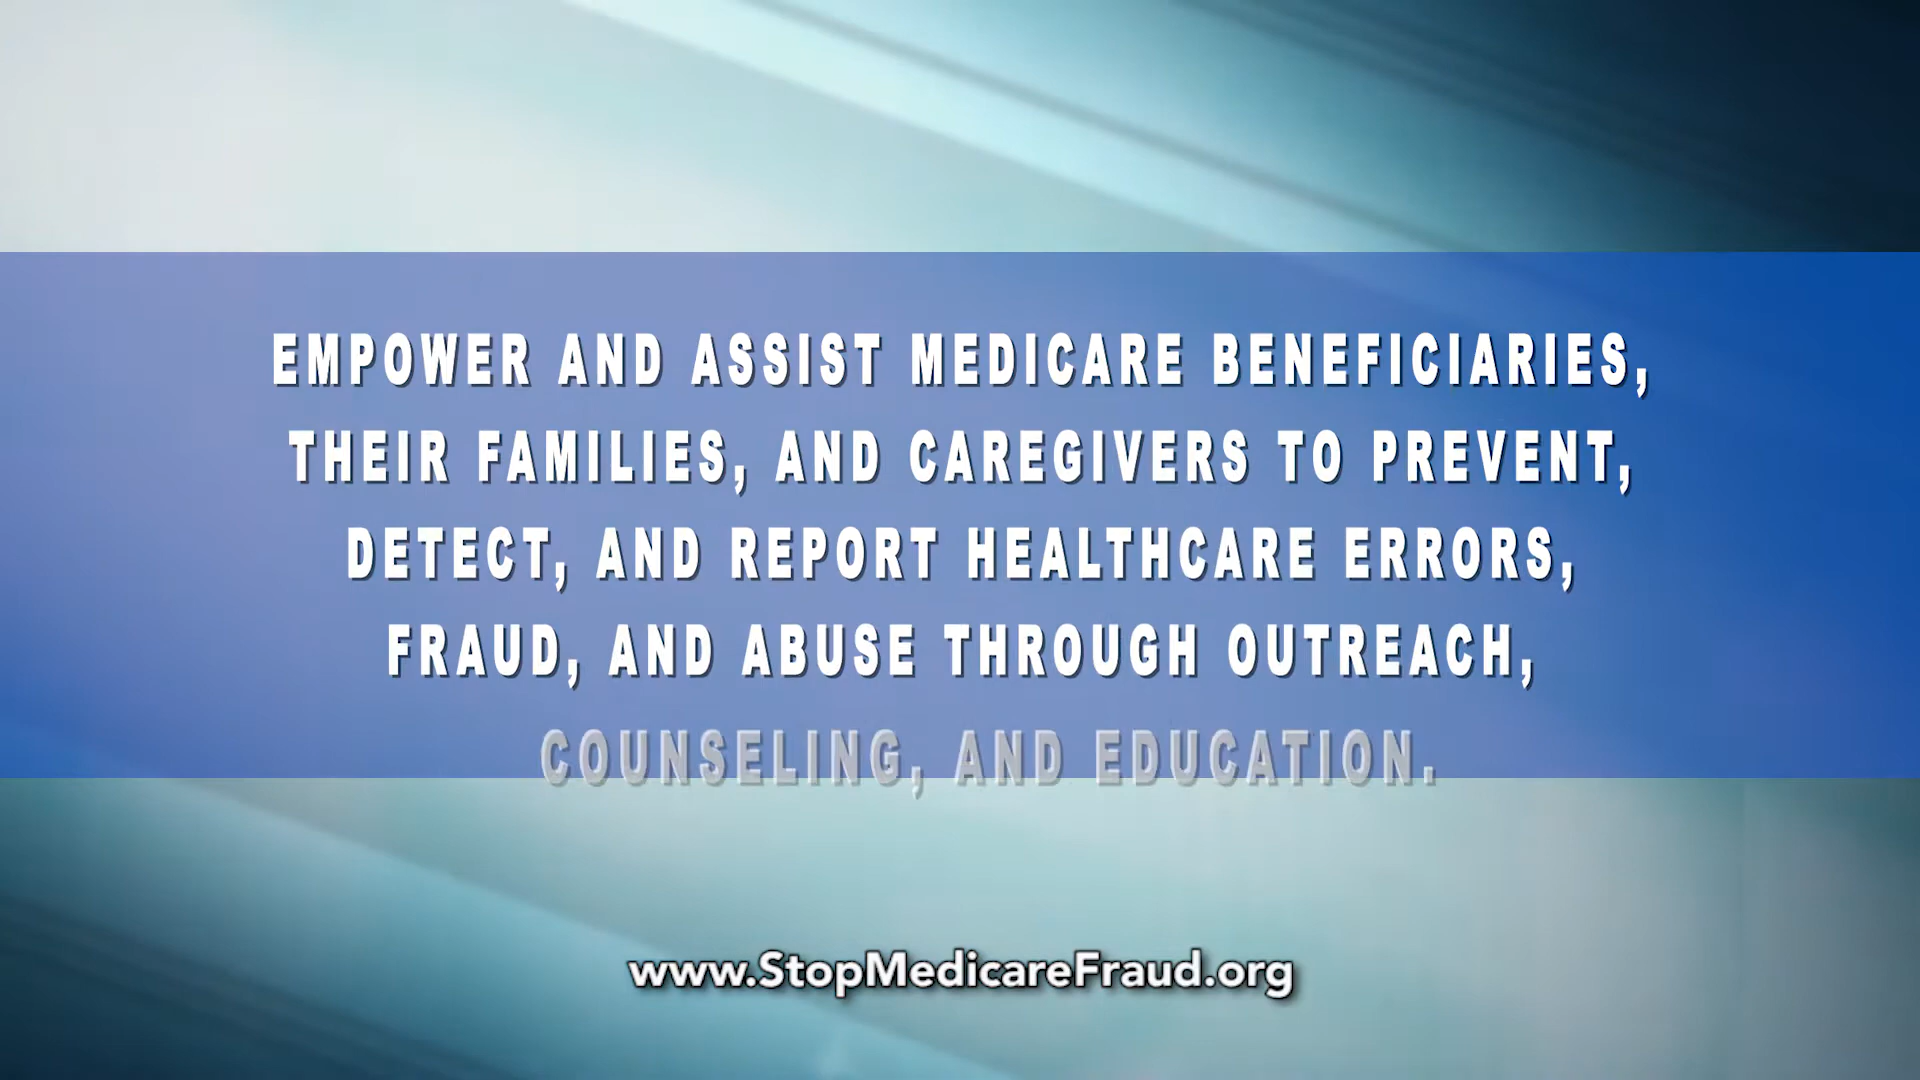 EMPOWER AND ASSIST MEDICARE BENEFICIARIES,
THEIR FAMILIES, AND CAREGIVERS TO PREVENT,
DETECT, AND REPORT HEALTHCARE ERRORS,
FRAUD, AND ABUSE THROUGH OUTREACH,
COUNSELING, AND EDUCATION.
www.StopMedicareFraud.org